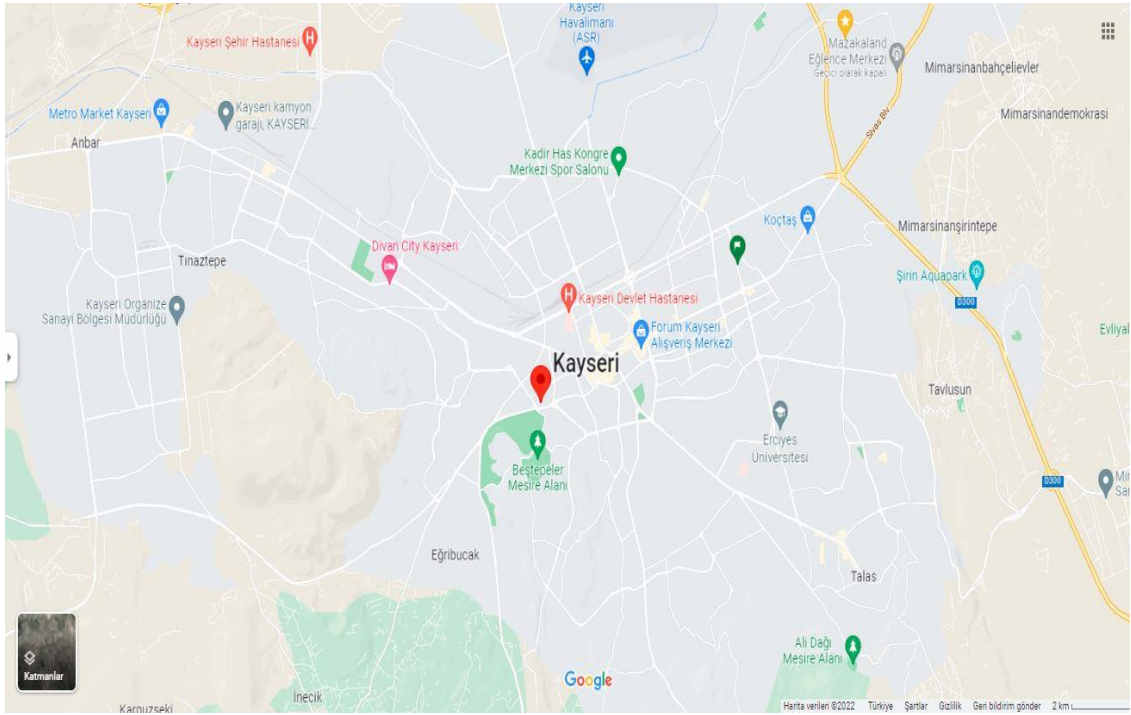 Kayseri
Havalimanı
(ASR)
Kayseri Şehir Hastanesi
Mazakaland
Eğlence Merkezi
Geçici olarak kapalı
Mimarsinanbahçelievler
Metro Market Kayseri
Kayseri kamyon
garajı, KAYSERİ...
Mimarsinandemokrasi
Sivas Blv
Anbar
Kadir Has Kongre
Merkezi Spor Salonu
Koçtaş
Mimarsinanşirintepe
Divan City Kayseri
Tınaztepe
Şirin Aquapark
Kayseri Organize
Sanayi Bölgesi Müdürlüğü
Kayseri Devlet Hastanesi
D300
Forum Kayseri
Alışveriş Merkezi
Evliyal
Kayseri
Tavlusun
Erciyes
Üniversitesi
Beştepeler
Mesire Alanı
D300
Eğribucak
Talas
Ali Dağı
Mesire Alanı
Katmanlar
Google
İnecik
Karpuzseki
Harita verileri ©2022 Türkiye Şartlar Gizlilik Geri bildirim gönder 2 km